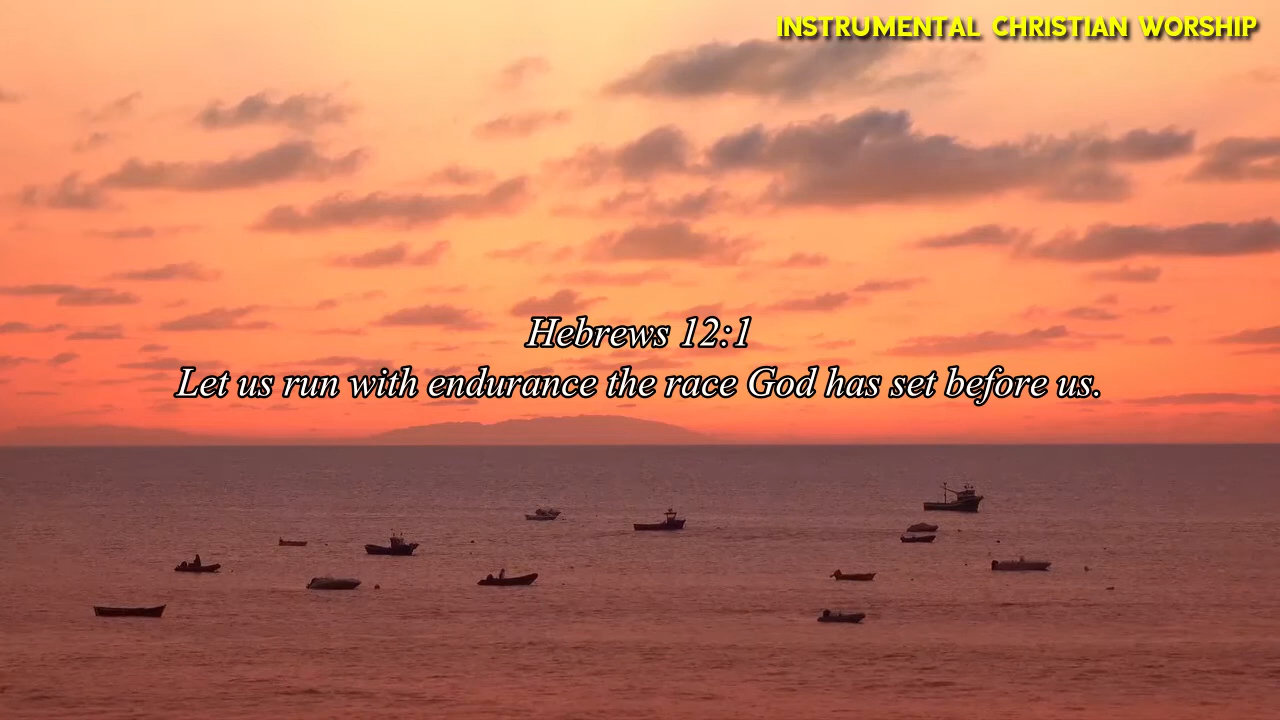 INSTRUMENTAL CHRISTIAN WORSHIP
Hebrews 12:1
Let us run with endurance the race God has set before us.